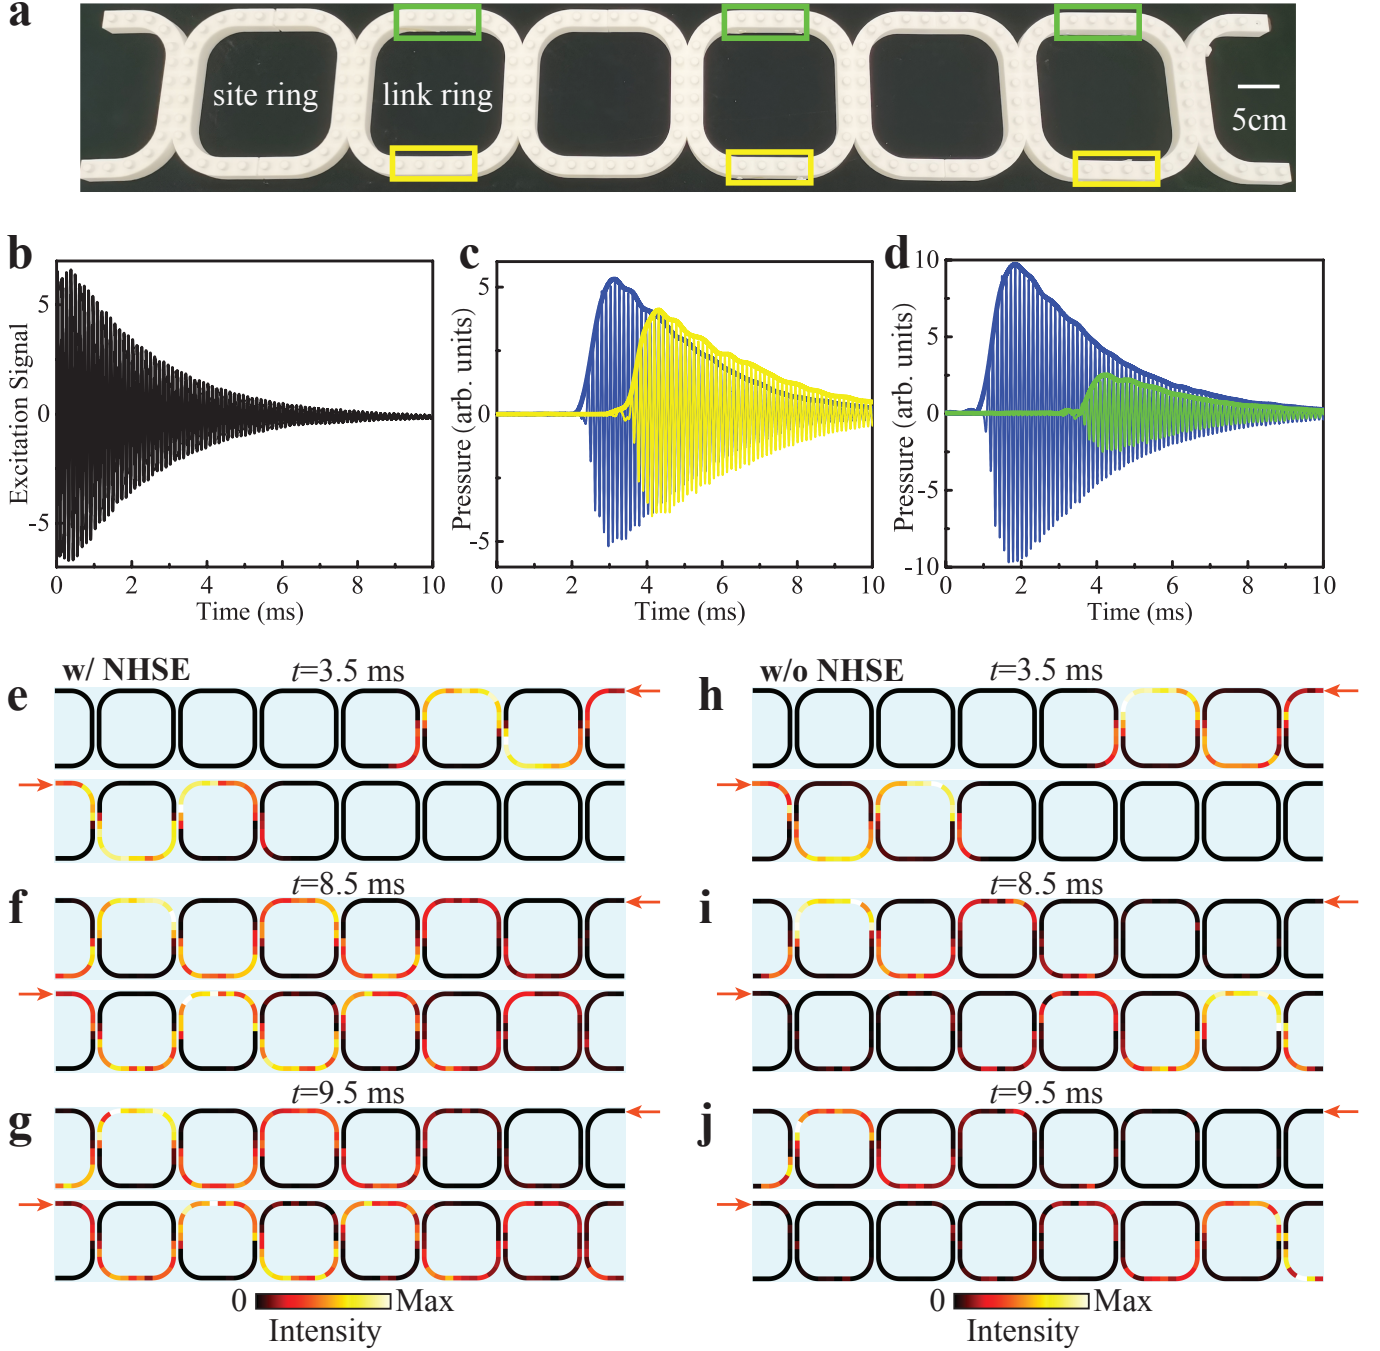 a
site ring
link ring
5cm
b
Excitation Signal
5
0
-5
0 2 4 6 8 10
Time (ms)
c
Pressure (arb. units)
5
0
-5
0 2 4 6 8 10
Time (ms)
d
Pressure (arb. units)
10
5
0
-5
-10
0 2 4 6 8 10
Time (ms)
w/ NHSE
t=3.5 ms
e
t=8.5 ms
f
t=9.5 ms
g
0 Max
Intensity
w/o NHSE
t=3.5 ms
h
t=8.5 ms
i
t=9.5 ms
j
0 Max
Intensity